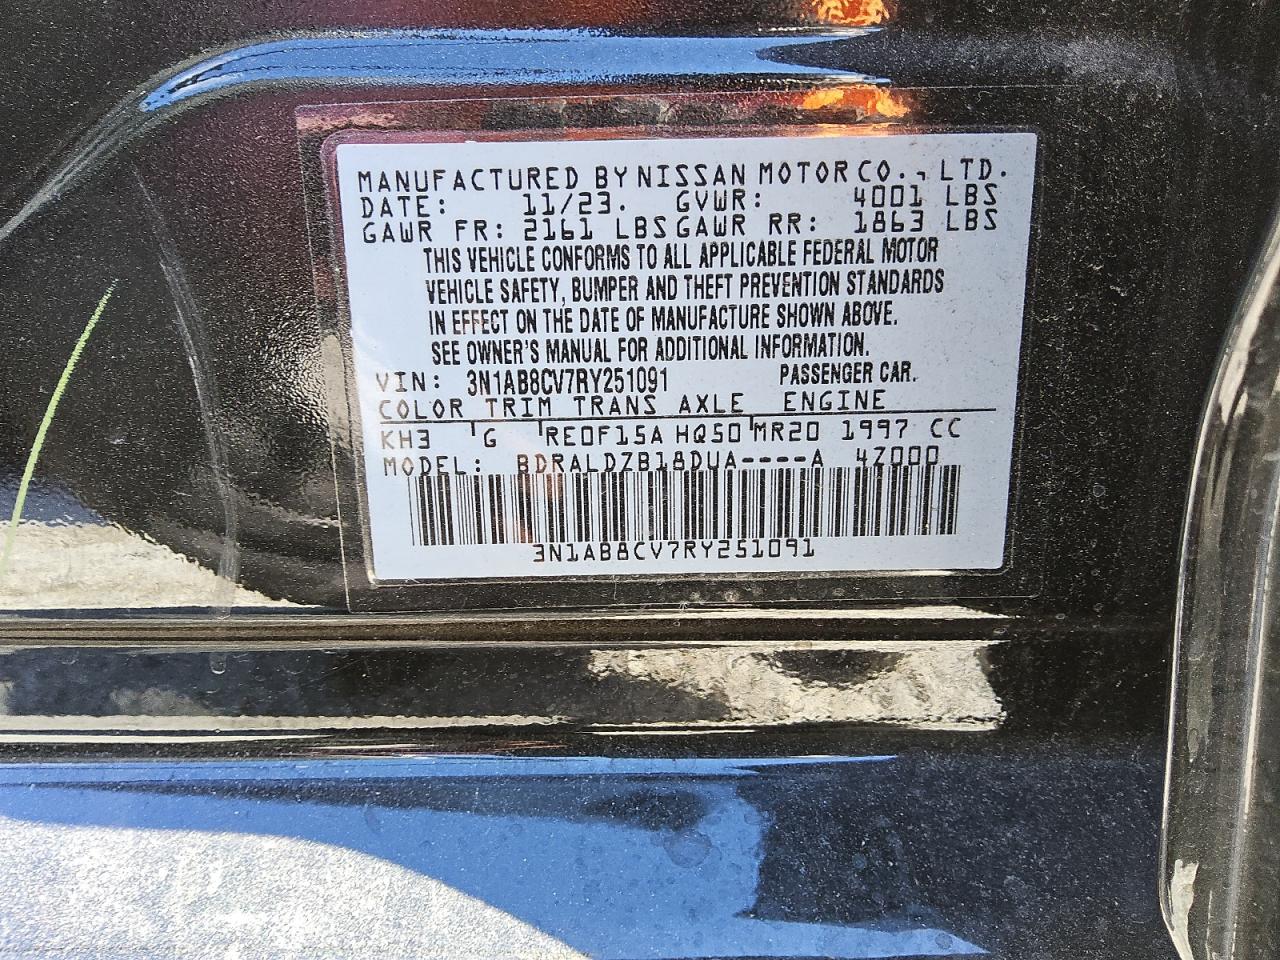 MANUFACTURED BY NISSAN MOTOR CO., LTD.
DATE: 11/23. GVWR: 4001 LBS
GAWR FR: 2161 LBS GAWR RR: 1863 LBS
THIS VEHICLE CONFORMS TO ALL APPLICABLE FEDERAL MOTOR
VEHICLE SAFETY, BUMPER AND THEFT PREVENTION STANDARDS
IN EFFECT ON THE DATE OF MANUFACTURE SHOWN ABOVE.
SEE OWNER'S MANUAL FOR ADDITIONAL INFORMATION.
VIN: 3N1AB8CV7RY251091 PASSENGER CAR.
COLOR TRIM TRANS AXLE ENGINE
KH3 G RE0F15A HQ50 MR20 1997 CC
MODEL: BDRALDZB18DUA----A 4Z000
3N1AB8CV7RY251091